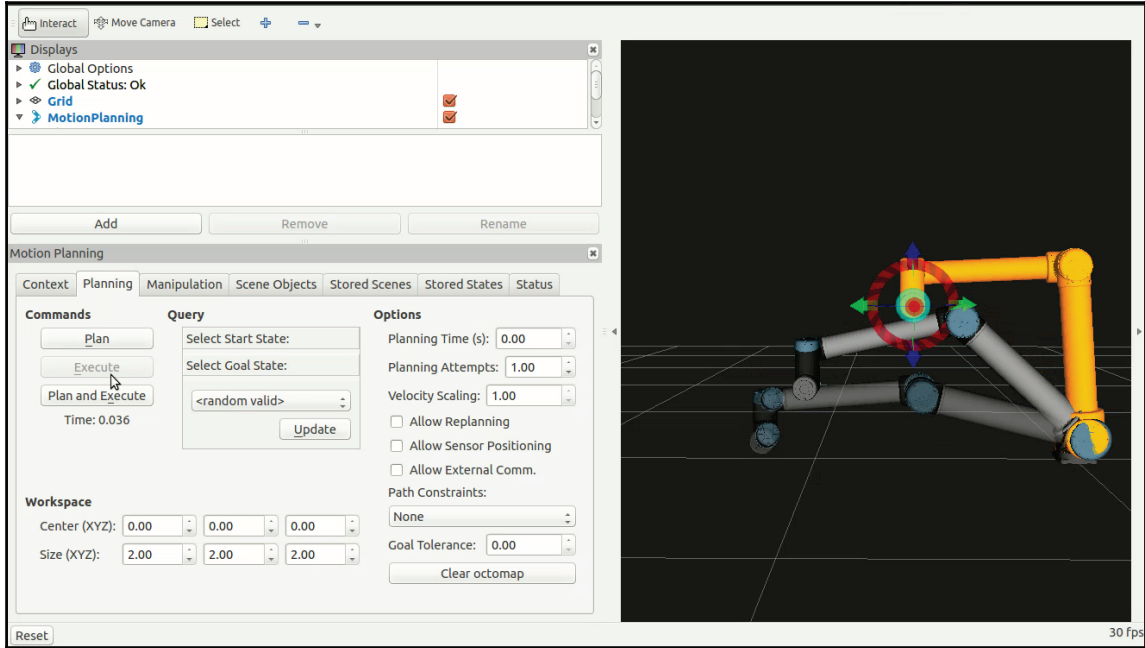 Interact Move Camera Select
Displays
Global Options
Global Status: Ok
Grid
MotionPlanning
Add Remove Rename
Motion Planning
Context Planning Manipulation Scene Objects Stored Scenes Stored States Status
Commands Query Options
Plan Select Start State: Planning Time (s): 0.00
Execute Select Goal State: Planning Attempts: 1.00
Plan and Execute <random valid> Velocity Scaling: 1.00
Time: 0.036 Update Allow Replanning
Allow Sensor Positioning
Allow External Comm.
Path Constraints:
Workspace
Center (XYZ): 0.00 0.00 0.00 None
Size (XYZ): 2.00 2.00 2.00 Goal Tolerance: 0.00
Clear octomap
Reset 30 fps